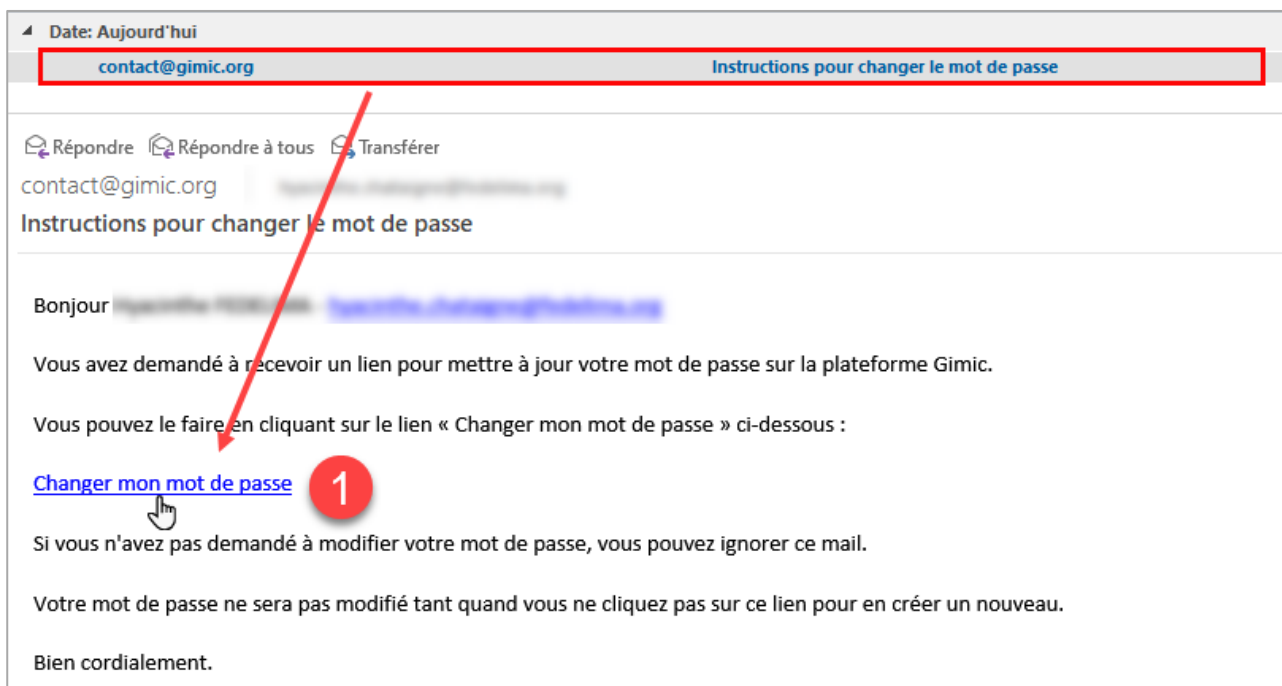 Date: Aujourd'hui
contact@gimic.org Instructions pour changer le mot de passe
Répondre Répondre à tous Transférer
contact@gimic.org
Instructions pour changer le mot de passe
Bonjour
Vous avez demandé à recevoir un lien pour mettre à jour votre mot de passe sur la plateforme Gimic.
Vous pouvez le faire en cliquant sur le lien « Changer mon mot de passe » ci-dessous :
Changer mon mot de passe 1
Si vous n'avez pas demandé à modifier votre mot de passe, vous pouvez ignorer ce mail.
Votre mot de passe ne sera pas modifié tant quand vous ne cliquez pas sur ce lien pour en créer un nouveau.
Bien cordialement.